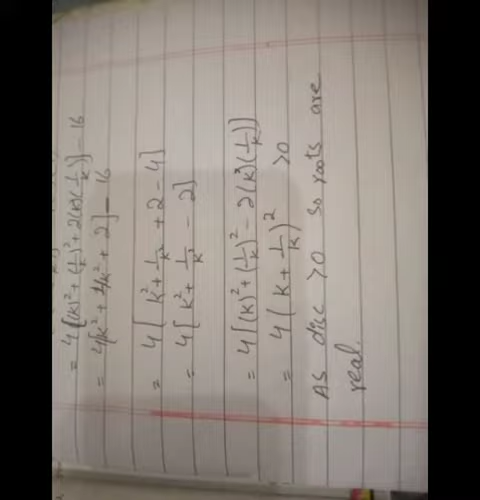 = 4[(k)² + (1/k)² + 2(k)(1/k)] - 16
= 4[k² + 1/k² + 2] - 16
= 4[k² + 1/k² + 2 - 4]
= 4[k² + 1/k² - 2]
= 4[(k)² + (1/k)² - 2(k)(1/k)]
= 4(k + 1/k)² > 0
AS disc > 0 so roots are
real.